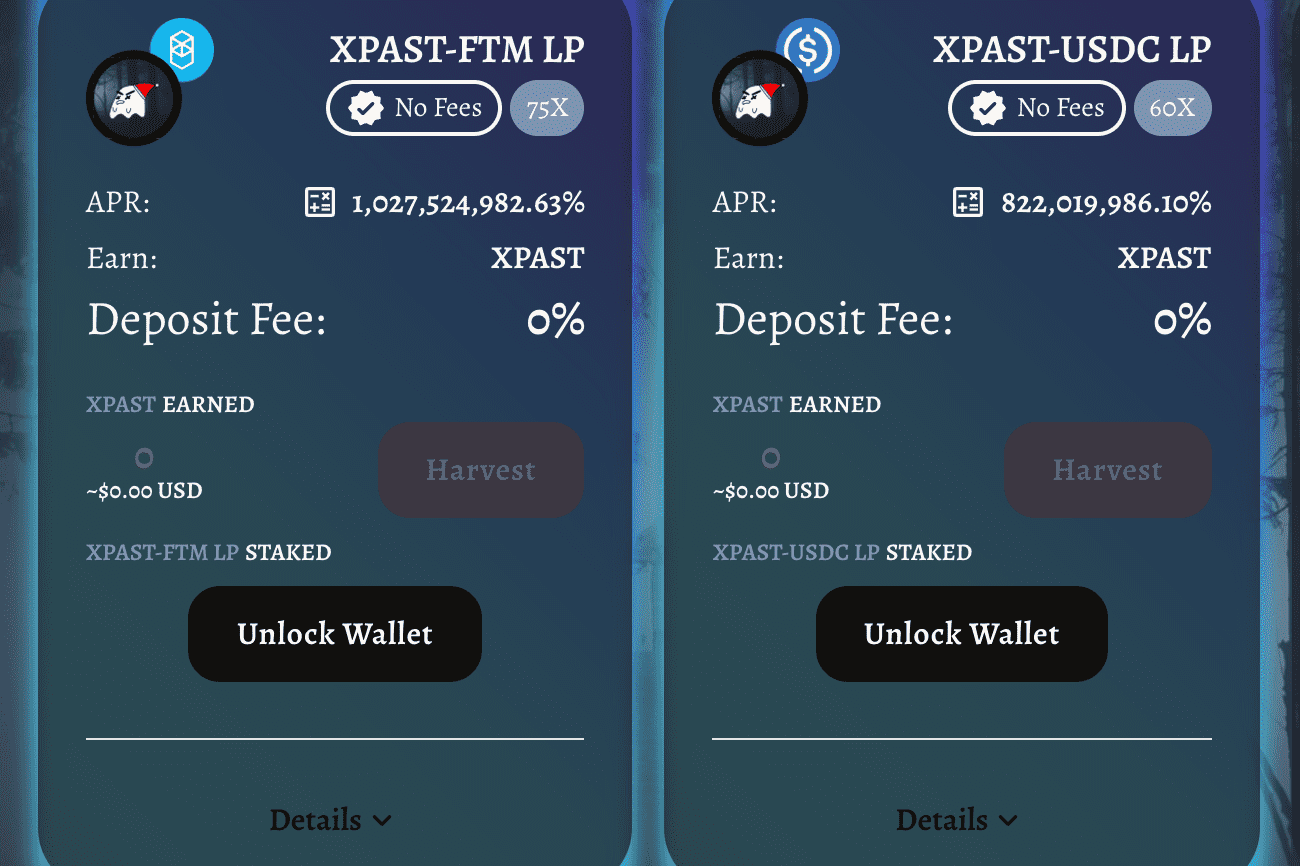 XPAST-FTM LP
No Fees 75X
APR: 1,027,524,982.63%
Earn: XPAST
Deposit Fee: 0%
XPAST EARNED
0
~$0.00 USD
Harvest
XPAST-FTM LP STAKED
Unlock Wallet
Details
XPAST-USDC LP
No Fees 60X
APR: 822,019,986.10%
Earn: XPAST
Deposit Fee: 0%
XPAST EARNED
0
~$0.00 USD
Harvest
XPAST-USDC LP STAKED
Unlock Wallet
Details